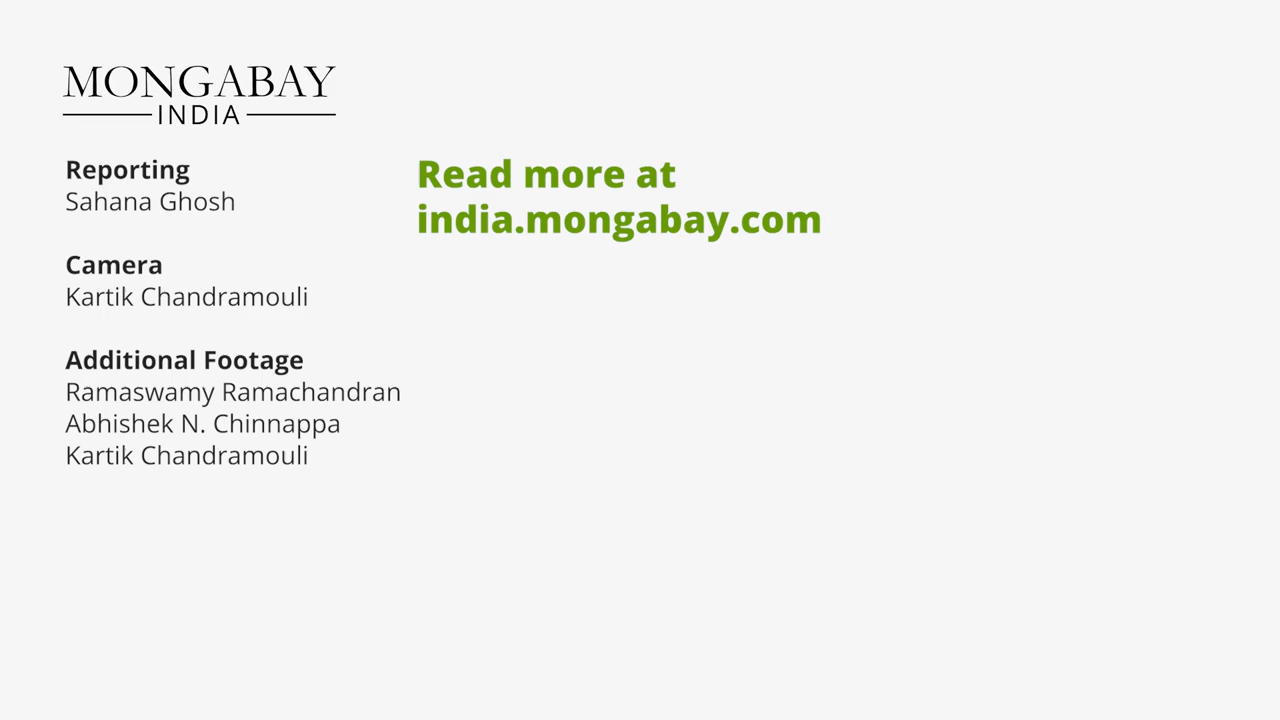 MONGABAY
INDIA
Reporting
Sahana Ghosh
Camera
Kartik Chandramouli
Additional Footage
Ramaswamy Ramachandran
Abhishek N. Chinnappa
Kartik Chandramouli
Read more at
india.mongabay.com